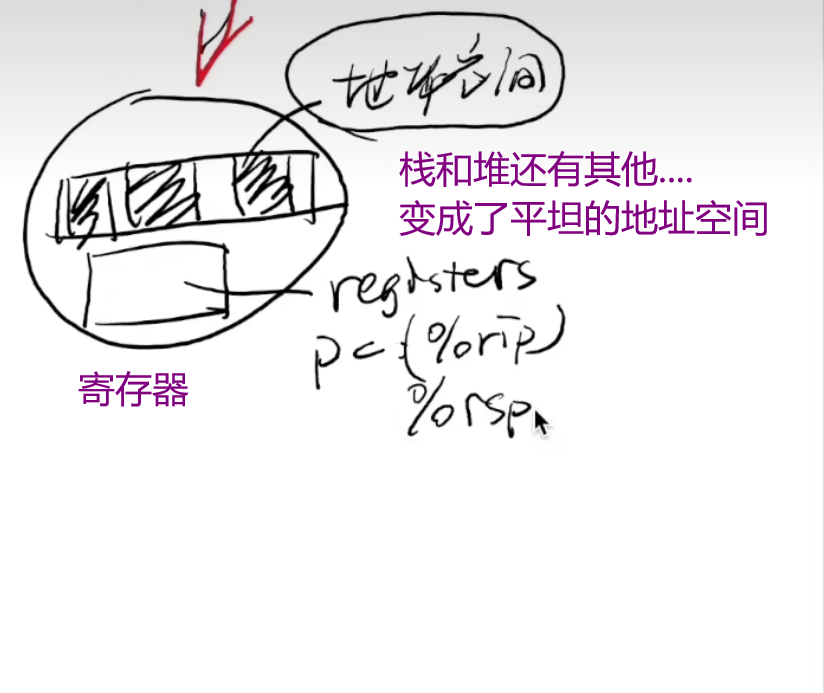 地址空间
栈和堆还有其他....
变成了平坦的地址空间
registers
pc:(%rip)
%rsp
寄存器